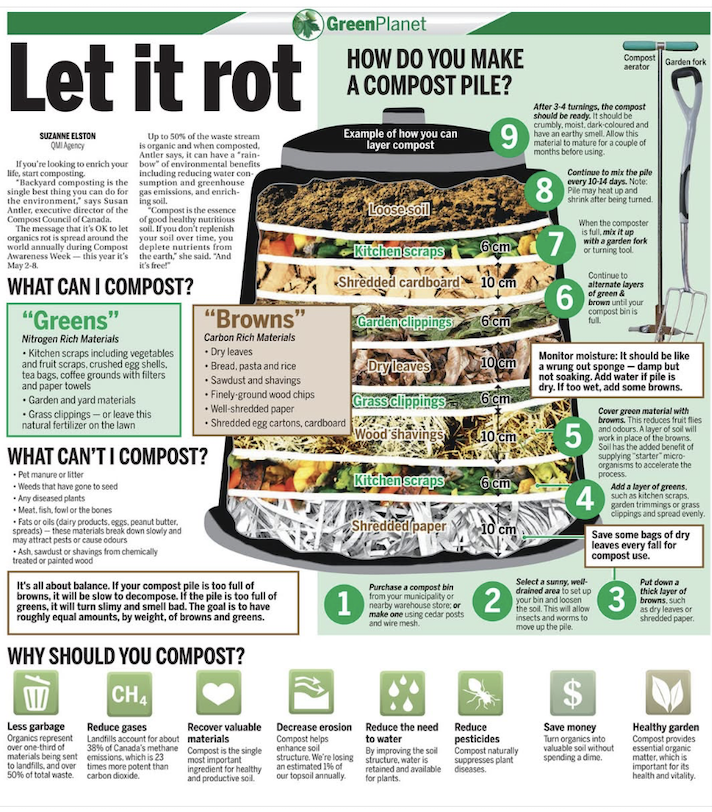 GreenPlanet
Let it rot
SUZANNE ELSTON
QMI Agency
If you're looking to enrich your
life, start composting.
"Backyard composting is the
single best thing you can do for
the environment," says Susan
Antler, executive director of the
Compost Council of Canada.
The message that it's OK to let
organics rot is spread around the
world annually during Compost
Awareness Week — this year it's
May 2-8.
Up to 50% of the waste stream
is organic and when composted,
Antler says, it can have a "rain-
bow" of environmental benefits
including reducing water con-
sumption and greenhouse
gas emissions, and enrich-
ing soil.
"Compost is the essence
of good healthy nutritious
soil. If you don't replenish
your soil over time, you
deplete nutrients from
the earth," she said. "And
it's free!"
WHAT CAN I COMPOST?
"Greens"
Nitrogen Rich Materials
• Kitchen scraps including vegetables
and fruit scraps, crushed egg shells,
tea bags, coffee grounds with filters
and paper towels
• Garden and yard materials
• Grass clippings — or leave this
natural fertilizer on the lawn
"Browns"
Carbon Rich Materials
• Dry leaves
• Bread, pasta and rice
• Sawdust and shavings
• Finely-ground wood chips
• Well-shredded paper
• Shredded egg cartons, cardboard
WHAT CAN'T I COMPOST?
• Pet manure or litter
• Weeds that have gone to seed
• Any diseased plants
• Meat, fish, fowl or the bones
• Fats or oils (dairy products, eggs, peanut butter,
spreads) — these materials break down slowly and
may attract pests or cause odours
• Ash, sawdust or shavings from chemically
treated or painted wood
It's all about balance. If your compost pile is too full of
browns, it will be slow to decompose. If the pile is too full of
greens, it will turn slimy and smell bad. The goal is to have
roughly equal amounts, by weight, of browns and greens.
HOW DO YOU MAKE
A COMPOST PILE?
Example of how you can
layer compost
Loose soil
Kitchen scraps 6 cm
Shredded cardboard 10 cm
Garden clippings 6 cm
Dry leaves 10 cm
Grass clippings 6 cm
Wood shavings 10 cm
Kitchen scraps 6 cm
Shredded paper 10 cm
Compost
aerator
Garden fork
9
After 3-4 turnings, the compost
should be ready. It should be
crumbly, moist, dark-coloured and
have an earthy smell. Allow this
material to mature for a couple of
months before using.
8
Continue to mix the pile
every 10-14 days. Note:
Pile may heat up and
shrink after being turned.
7
When the composter
is full, mix it up
with a garden fork
or turning tool.
6
Continue to
alternate layers
of green &
brown until your
compost bin is
full.
Monitor moisture: It should be like
a wrung out sponge — damp but
not soaking. Add water if pile is
dry. If too wet, add some browns.
5
Cover green material with
browns. This reduces fruit flies
and odours. A layer of soil will
work in place of the browns.
Soil has the added benefit of
supplying "starter" micro-
organisms to accelerate the
process.
4
Add a layer of greens,
such as kitchen scraps,
garden trimmings or grass
clippings and spread evenly.
Save some bags of dry
leaves every fall for
compost use.
1
Purchase a compost bin
from your municipality or
nearby warehouse store; or
make one using cedar posts
and wire mesh.
2
Select a sunny, well-
drained area to set up
your bin and loosen
the soil. This will allow
insects and worms to
move up the pile.
3
Put down a
thick layer of
browns, such
as dry leaves or
shredded paper.
WHY SHOULD YOU COMPOST?
Less garbage
Organics represent
over one-third of
materials being sent
to landfills, and over
50% of total waste.
CH4
Reduce gases
Landfills account for about
38% of Canada's methane
emissions, which is 23
times more potent than
carbon dioxide.
Recover valuable
materials
Compost is the single
most important
ingredient for healthy
and productive soil.
Decrease erosion
Compost helps
enhance soil
structure. We're losing
an estimated 1% of
our topsoil annually.
Reduce the need
to water
By improving the soil
structure, water is
retained and available
for plants.
Reduce
pesticides
Compost naturally
suppresses plant
diseases.
$
Save money
Turn organics into
valuable soil without
spending a dime.
Healthy garden
Compost provides
essential organic
matter, which is
important for its
health and vitality.